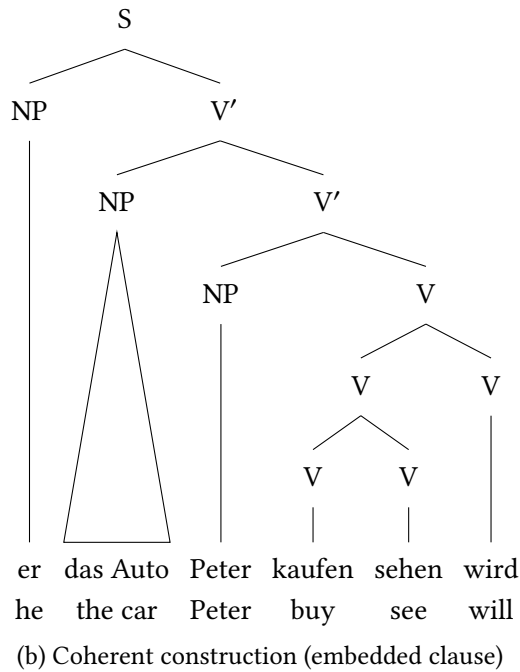 S
NP V′
NP V′
NP V
V V
V V
er das Auto Peter kaufen sehen wird
he the car Peter buy see will
(b) Coherent construction (embedded clause)